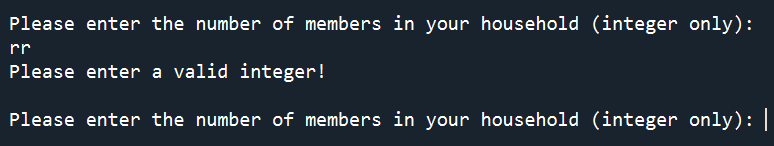 Please enter the number of members in your household (integer only):
rr
Please enter a valid integer!
Please enter the number of members in your household (integer only):